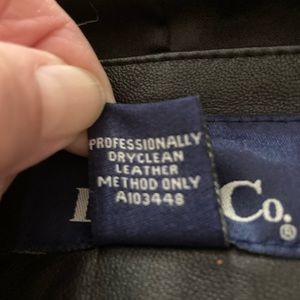 PROFESSIONALLY
DRYCLEAN
LEATHER
METHOD ONLY
A103448
Co.®